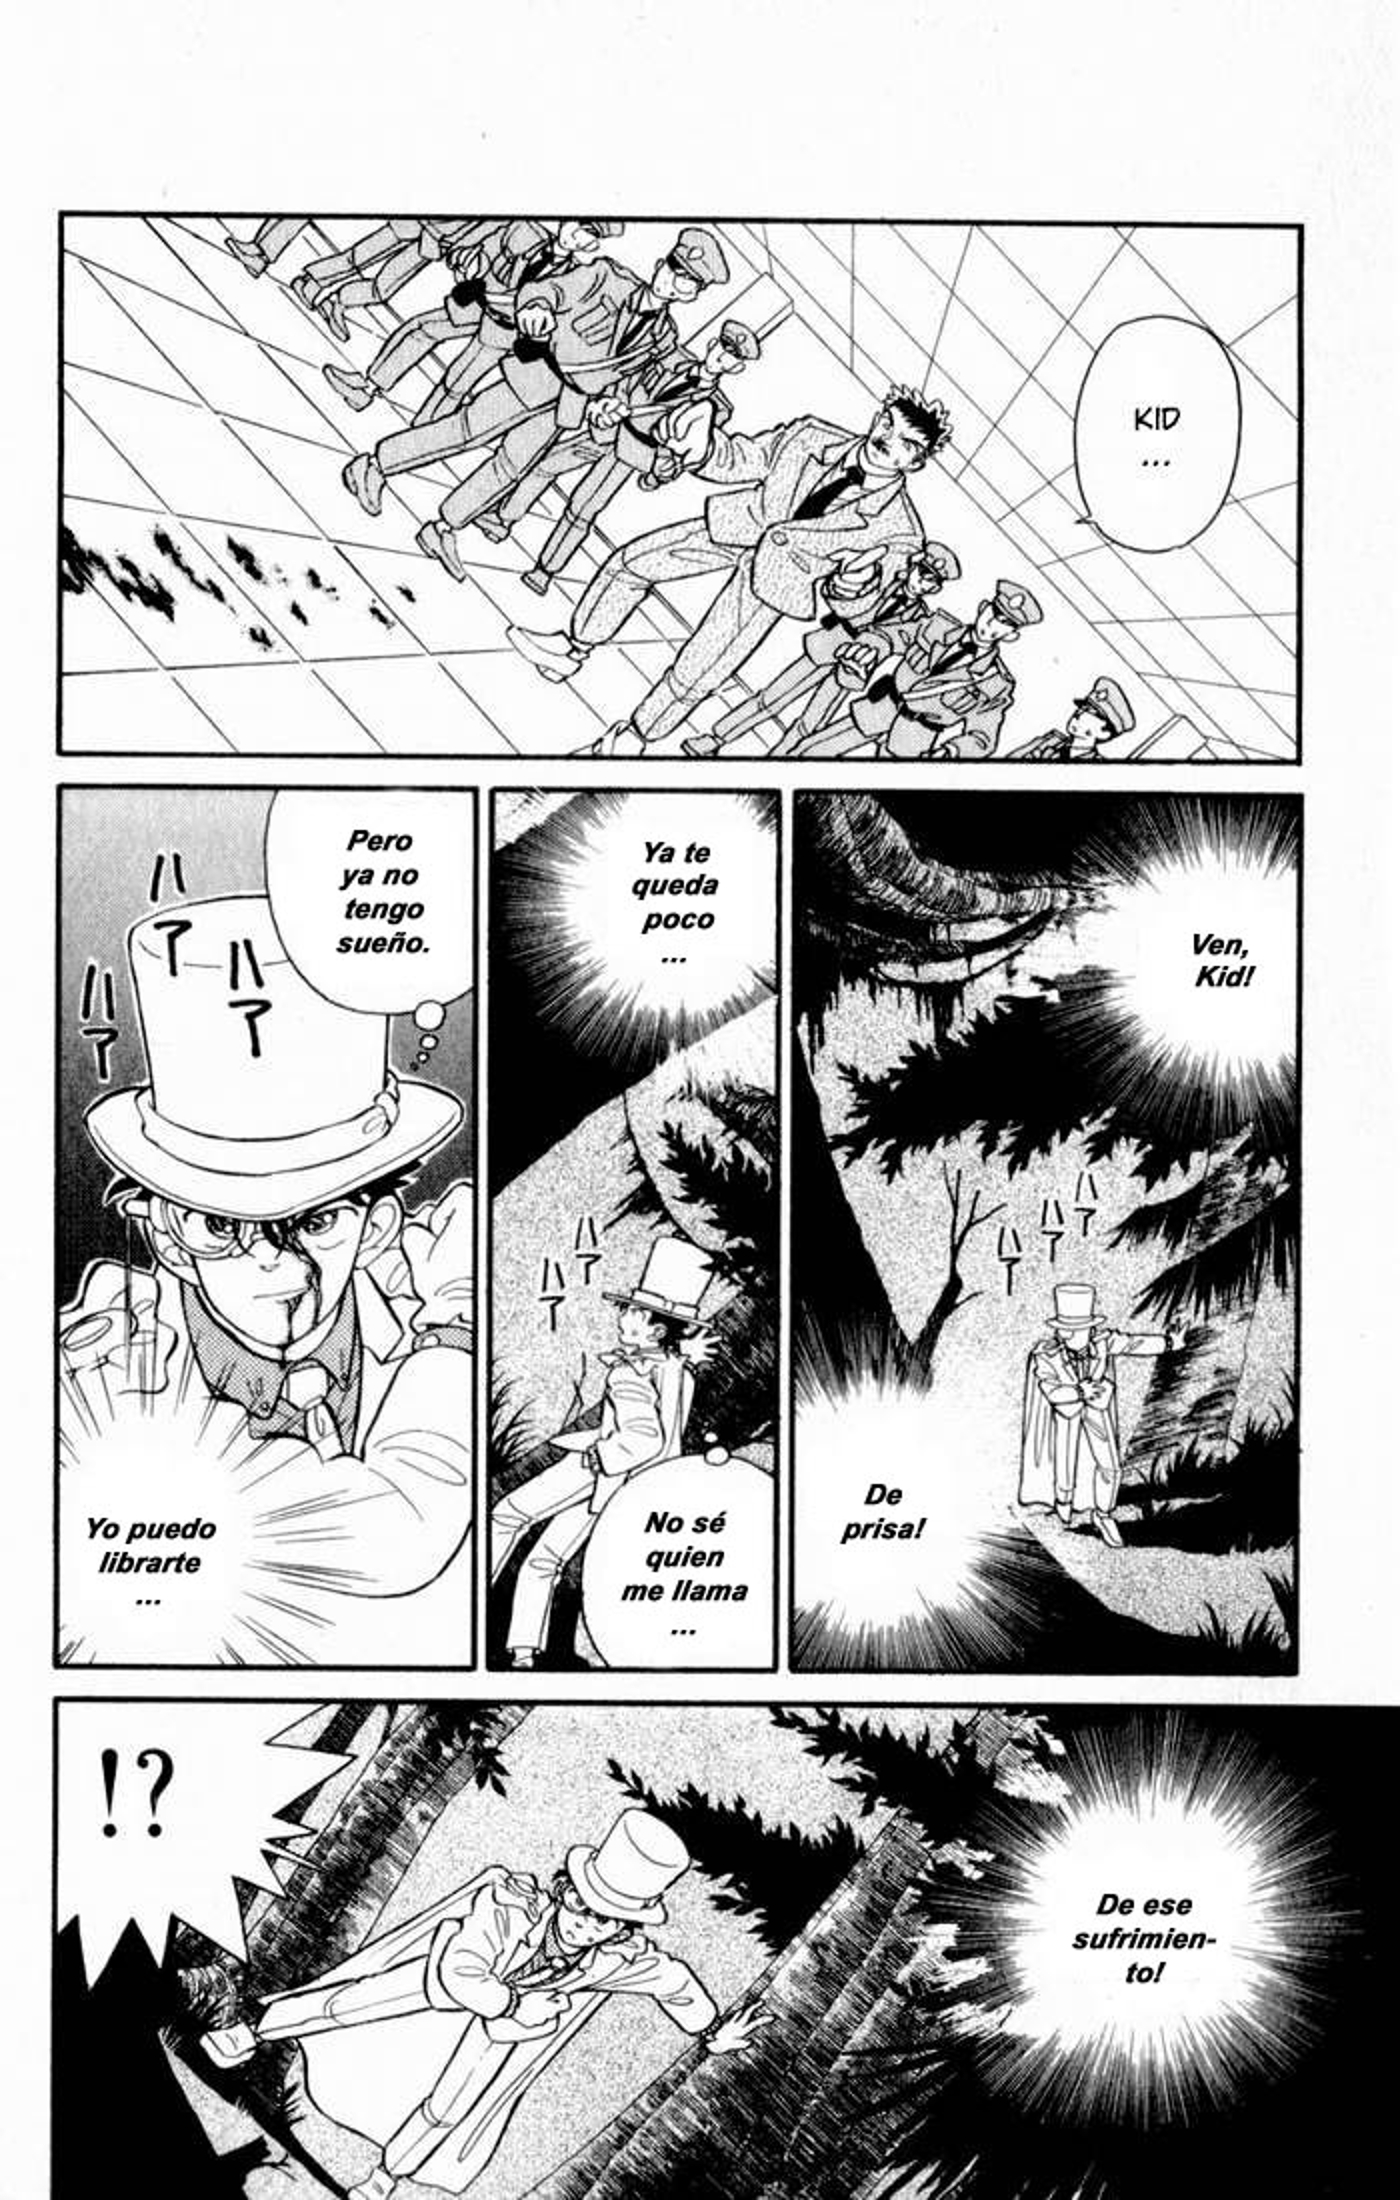 KID
...
Ven,
Kid!
De
prisa!
Ya te
queda
poco
...
No sé
quien
me llama
...
Pero
ya no
tengo
sueño.
Yo puedo
librarte
...
De ese
sufrimien-
to!
!?
ハア
ハア
ハア
ハア
ハア
ハア
ハア
ハア